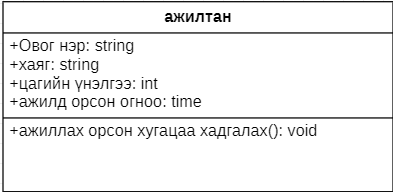 ажилтан
+Овог нэр: string
+хаяг: string
+цагийн үнэлгээ: int
+ажилд орсон огноо: time
+ажиллах орсон хугацаа хадгалах(): void